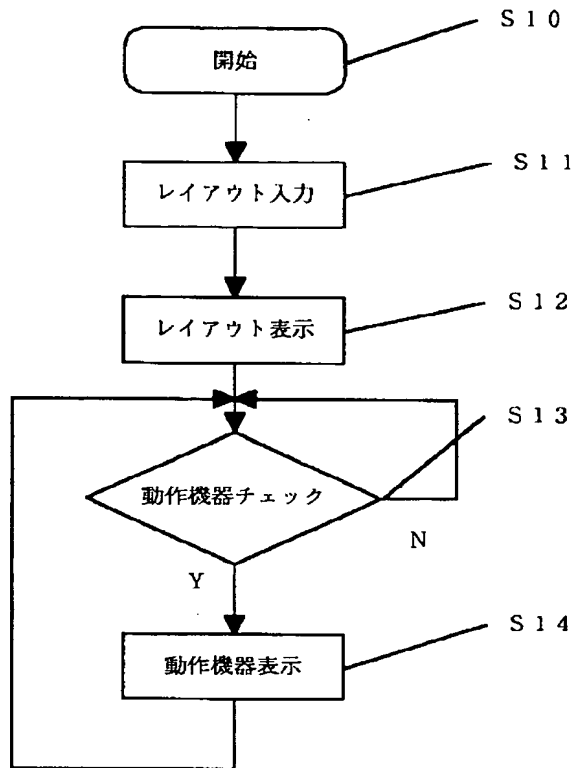 S10
開始
S11
レイアウト入力
S12
レイアウト表示
S13
動作機器チェック
N
Y
S14
動作機器表示